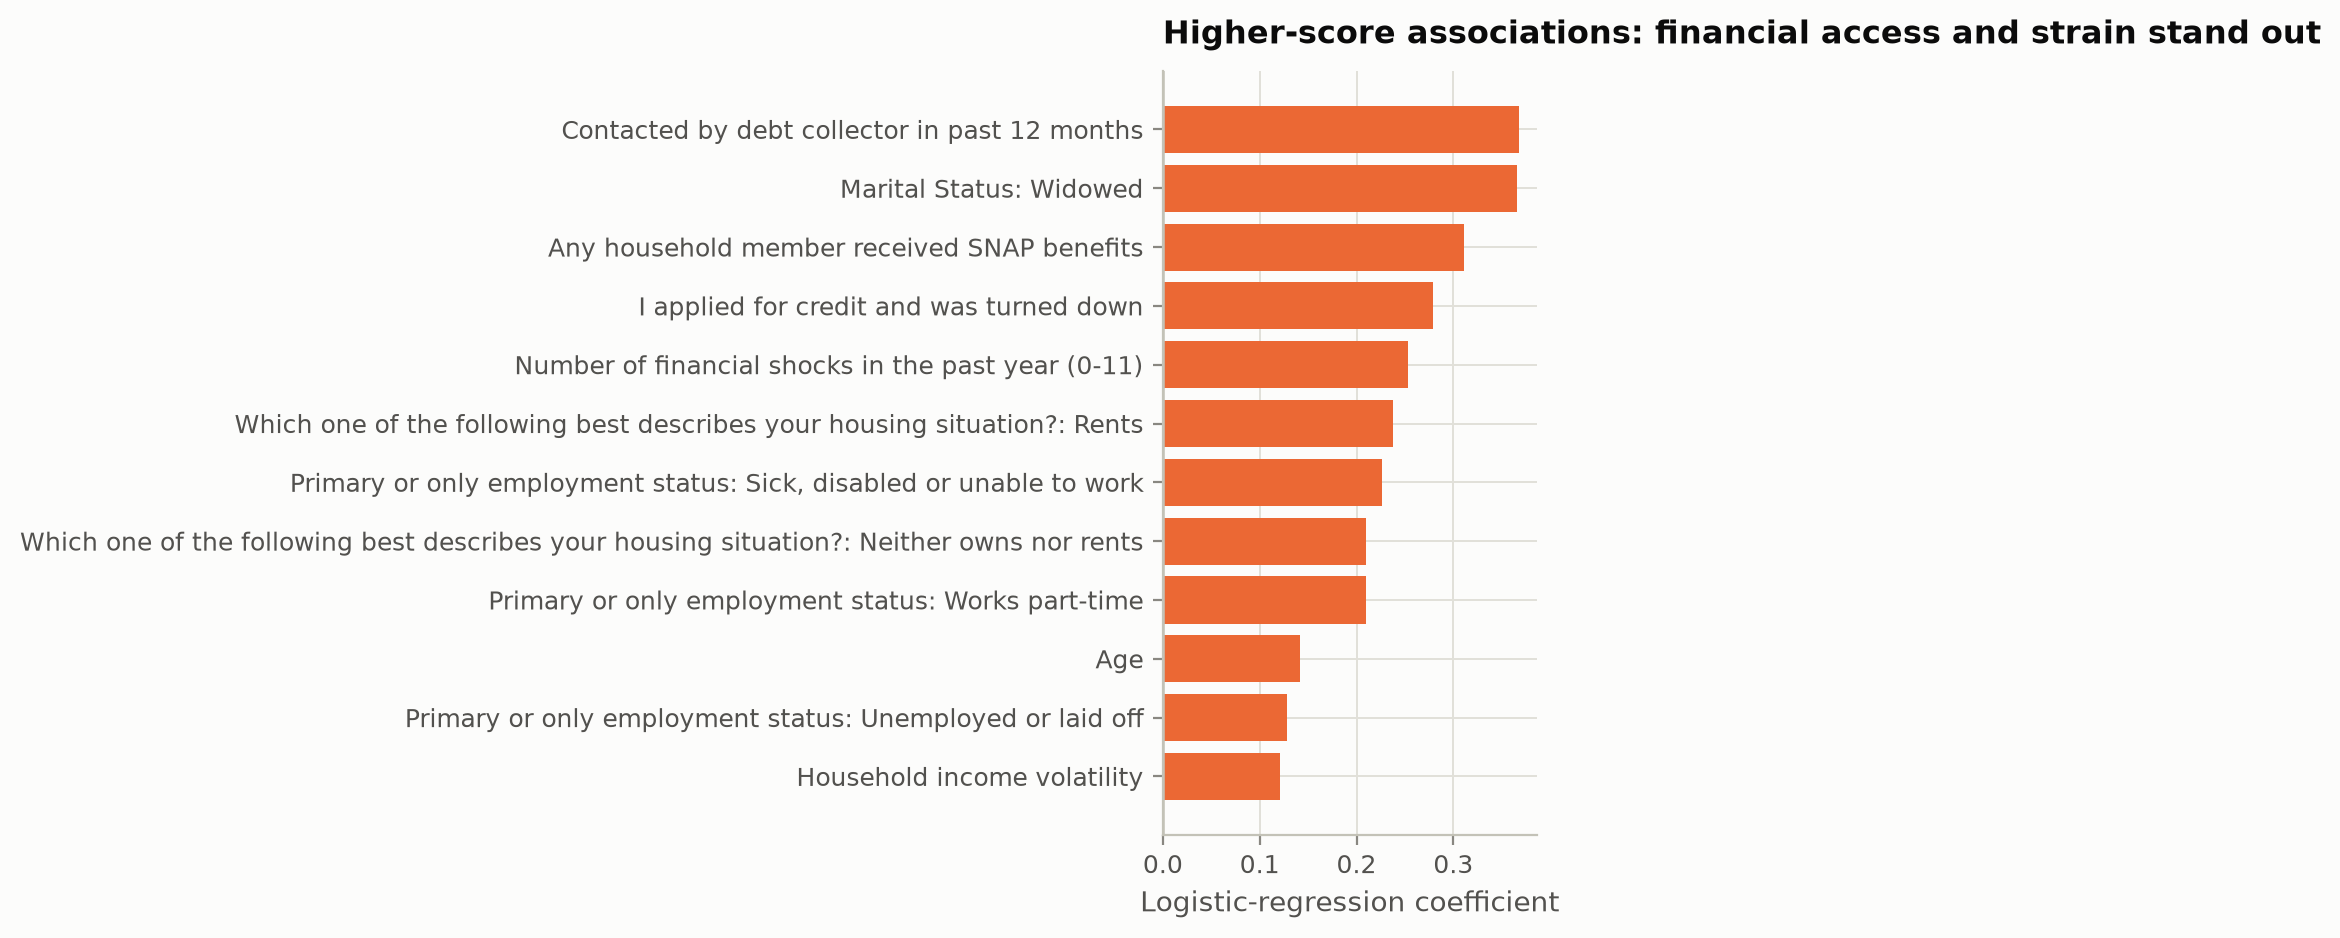 Higher-score associations: financial access and strain stand out
Contacted by debt collector in past 12 months
Marital Status: Widowed
Any household member received SNAP benefits
I applied for credit and was turned down
Number of financial shocks in the past year (0-11)
Which one of the following best describes your housing situation?: Rents
Primary or only employment status: Sick, disabled or unable to work
Which one of the following best describes your housing situation?: Neither owns nor rents
Primary or only employment status: Works part-time
Age
Primary or only employment status: Unemployed or laid off
Household income volatility
0.0 0.1 0.2 0.3
Logistic-regression coefficient